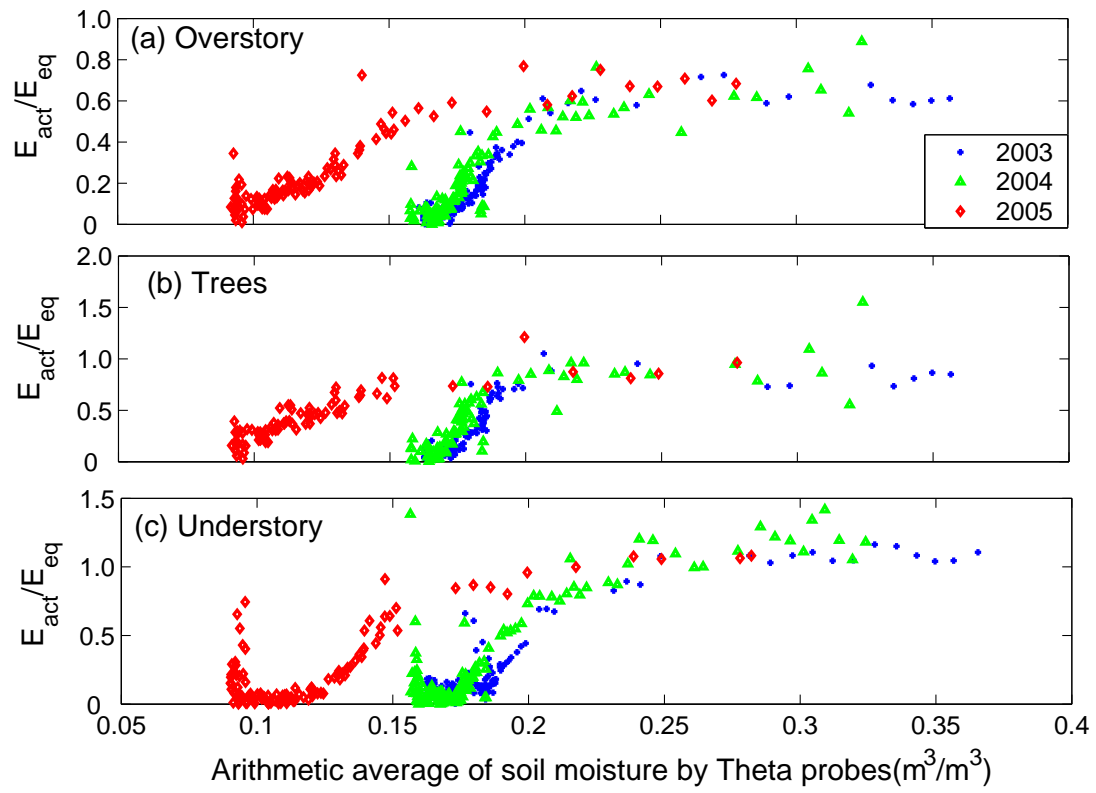 (a) Overstory
E_act/E_eq
1.0
0.8
0.6
0.4
0.2
0
2003
2004
2005
(b) Trees
E_act/E_eq
2.0
1.5
1.0
0.5
0
(c) Understory
E_act/E_eq
1.5
1.0
0.5
0
0.05 0.1 0.15 0.2 0.25 0.3 0.35 0.4
Arithmetic average of soil moisture by Theta probes(m³/m³)